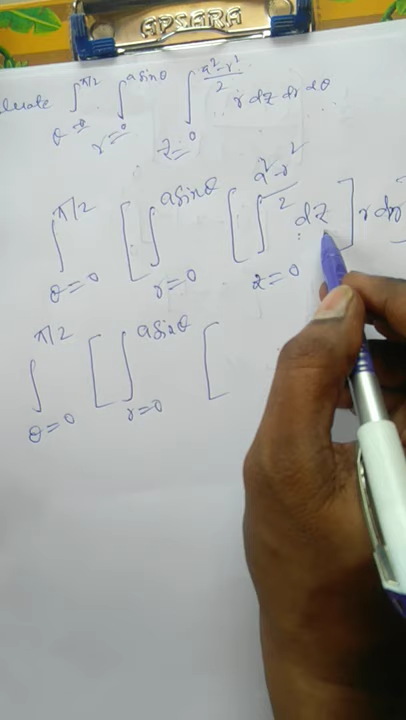 APSARA
luate ∫_{θ=0}^{π/2} ∫_{r=0}^{a sinθ} ∫_{z=0}^{(a²-r²)/2} r dz dr dθ
∫_{θ=0}^{π/2} [ ∫_{r=0}^{a sinθ} [ ∫_{z=0}^{(a²-r²)/2} dz ] r dr
∫_{θ=0}^{π/2} [ ∫_{r=0}^{a sinθ} [